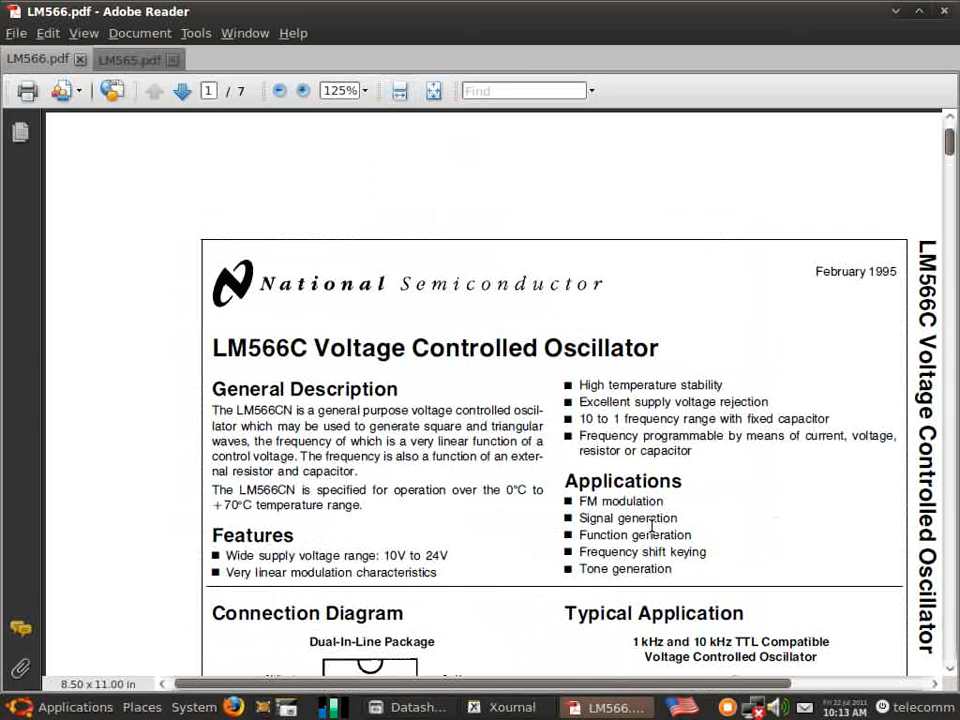 LM566.pdf - Adobe Reader
File Edit View Document Tools Window Help
LM566.pdf LM565.pdf
1 / 7 125% Find
National Semiconductor
February 1995
LM566C Voltage Controlled Oscillator
General Description
The LM566CN is a general purpose voltage controlled oscil-
lator which may be used to generate square and triangular
waves, the frequency of which is a very linear function of a
control voltage. The frequency is also a function of an exter-
nal resistor and capacitor.
The LM566CN is specified for operation over the 0°C to
+70°C temperature range.
Features
■ Wide supply voltage range: 10V to 24V
■ Very linear modulation characteristics
■ High temperature stability
■ Excellent supply voltage rejection
■ 10 to 1 frequency range with fixed capacitor
■ Frequency programmable by means of current, voltage,
resistor or capacitor
Applications
■ FM modulation
■ Signal generation
■ Function generation
■ Frequency shift keying
■ Tone generation
Connection Diagram
Dual-In-Line Package
Typical Application
1 kHz and 10 kHz TTL Compatible
Voltage Controlled Oscillator
LM566C Voltage Controlled Oscillator
8.50 x 11.00 in
Applications Places System Datash... Xournal LM566.... Fri 22 Jul 2011 10:13 AM telecomm